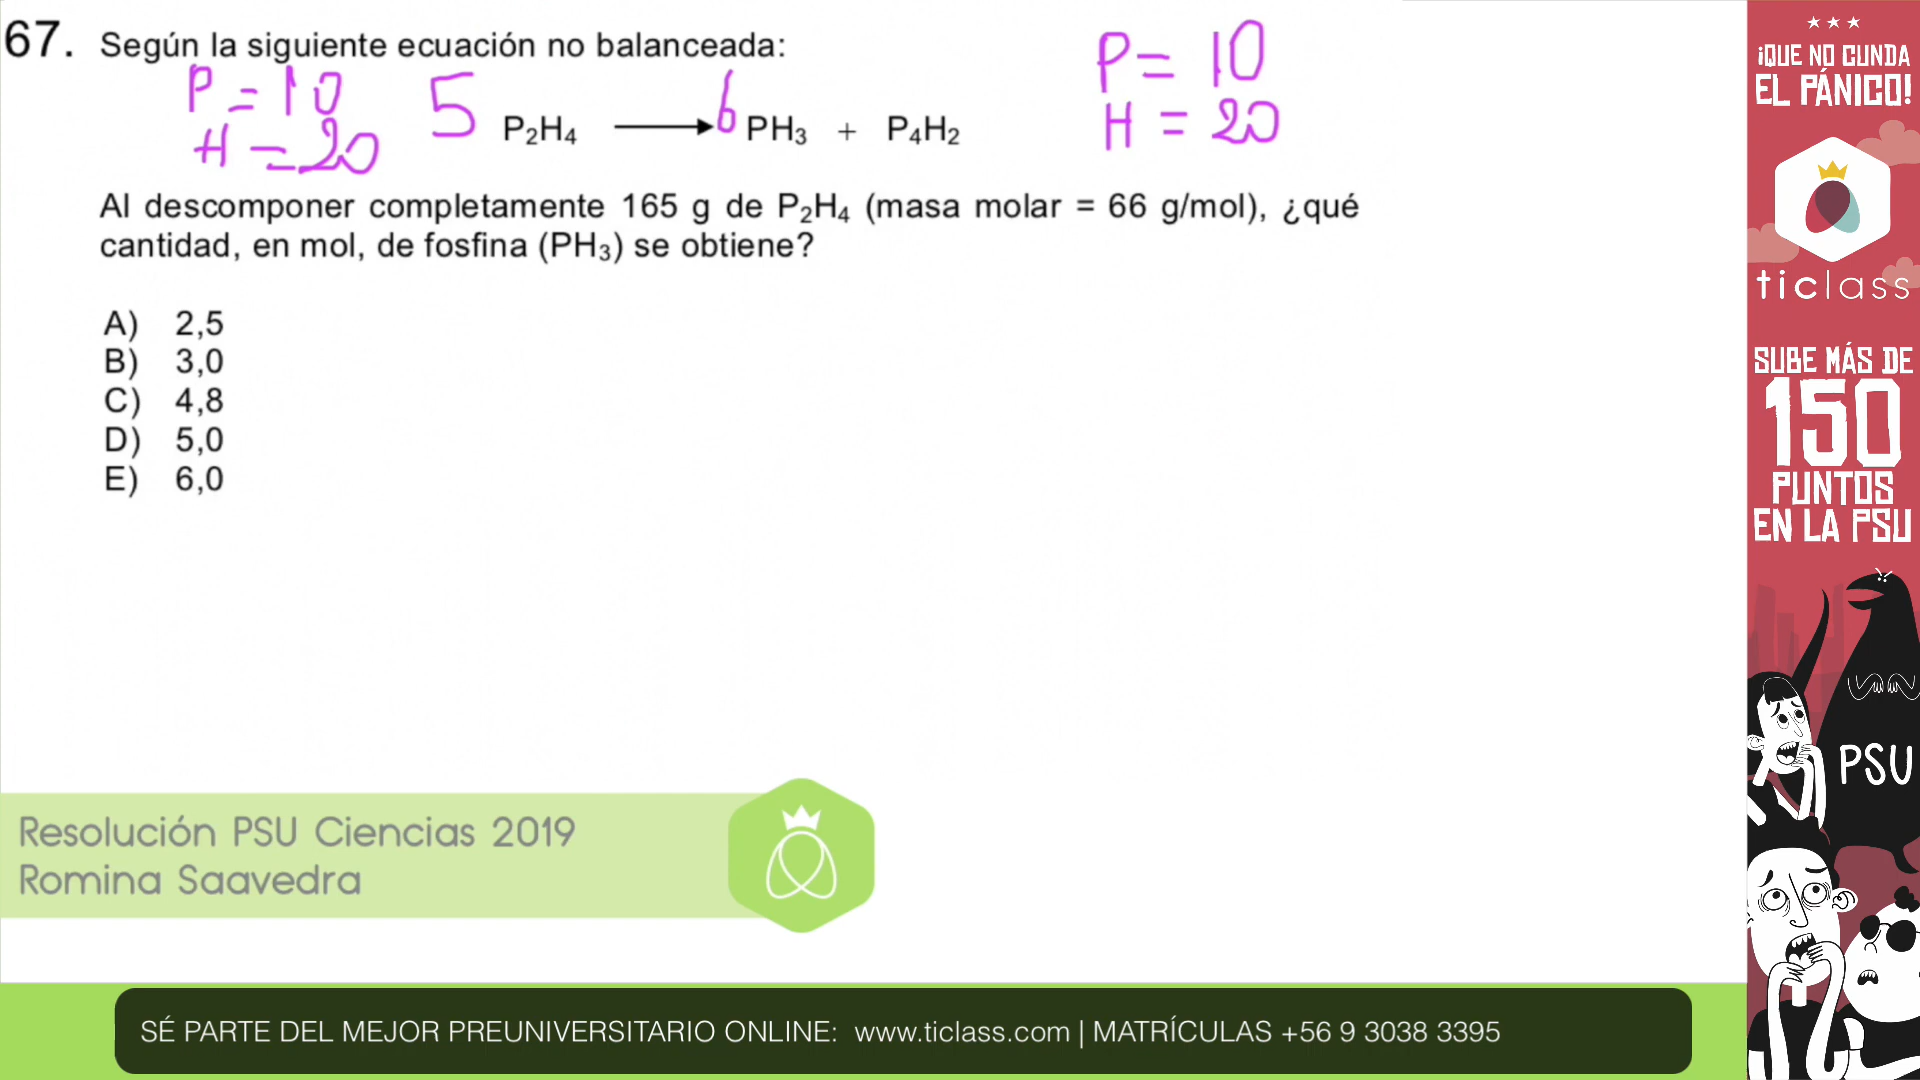 67. Según la siguiente ecuación no balanceada:
P = 10
H = 20
5 P₂H₄ ⟶ 6 PH₃ + P₄H₂
P = 10
H = 20
Al descomponer completamente 165 g de P₂H₄ (masa molar = 66 g/mol), ¿qué
cantidad, en mol, de fosfina (PH₃) se obtiene?
A) 2,5
B) 3,0
C) 4,8
D) 5,0
E) 6,0
Resolución PSU Ciencias 2019
Romina Saavedra
SÉ PARTE DEL MEJOR PREUNIVERSITARIO ONLINE: www.ticlass.com | MATRÍCULAS +56 9 3038 3395
¡QUE NO CUNDA
EL PÁNICO!
ticlass
SUBE MÁS DE
150
PUNTOS
EN LA PSU
PSU